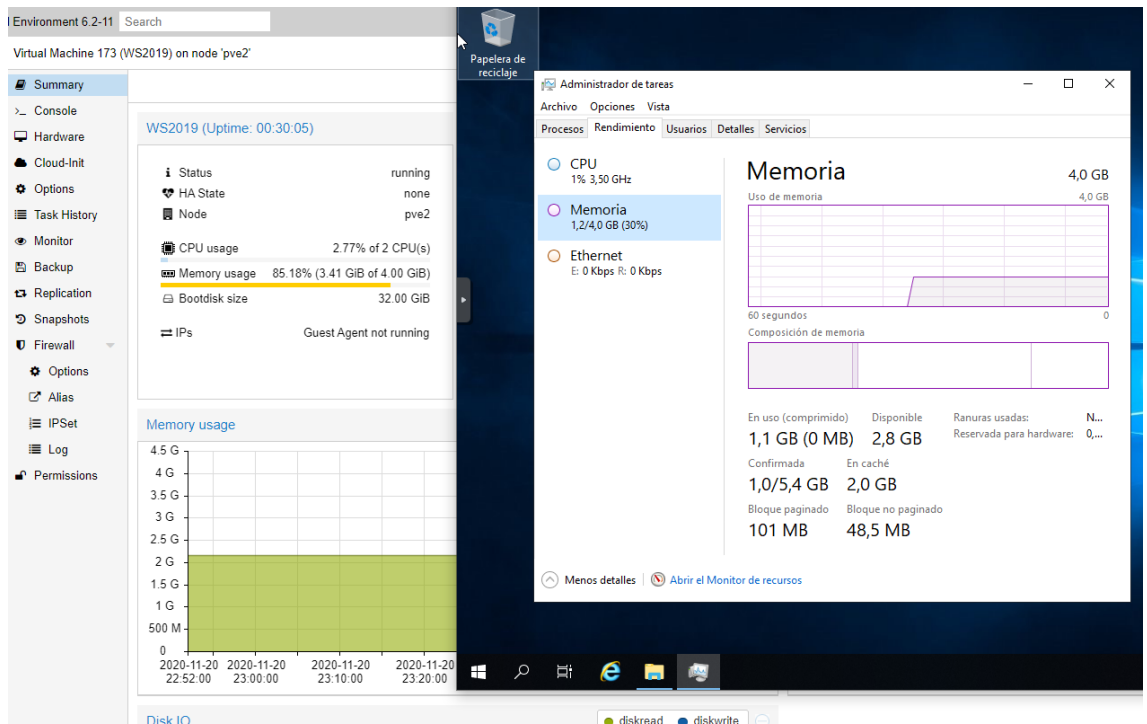 l Environment 6.2-11 Search
Virtual Machine 173 (WS2019) on node 'pve2'
Summary
Console
Hardware
Cloud-Init
Options
Task History
Monitor
Backup
Replication
Snapshots
Firewall
Options
Alias
IPSet
Log
Permissions
WS2019 (Uptime: 00:30:05)
Status running
HA State none
Node pve2
CPU usage 2.77% of 2 CPU(s)
Memory usage 85.18% (3.41 GiB of 4.00 GiB)
Bootdisk size 32.00 GiB
IPs Guest Agent not running
Memory usage
4.5 G
4 G
3.5 G
3 G
2.5 G
2 G
1.5 G
1 G
500 M
0
2020-11-20 2020-11-20 2020-11-20 2020-11-20
22:52:00 23:00:00 23:10:00 23:20:00
Disk IO
diskread diskwrite
Papelera de
reciclaje
Administrador de tareas
Archivo Opciones Vista
Procesos Rendimiento Usuarios Detalles Servicios
CPU
1% 3,50 GHz
Memoria
1,2/4,0 GB (30%)
Ethernet
E: 0 Kbps R: 0 Kbps
Memoria 4,0 GB
Uso de memoria 4,0 GB
60 segundos 0
Composición de memoria
En uso (comprimido) Disponible Ranuras usadas: N...
1,1 GB (0 MB) 2,8 GB Reservada para hardware: 0,...
Confirmada En caché
1,0/5,4 GB 2,0 GB
Bloque paginado Bloque no paginado
101 MB 48,5 MB
Menos detalles Abrir el Monitor de recursos